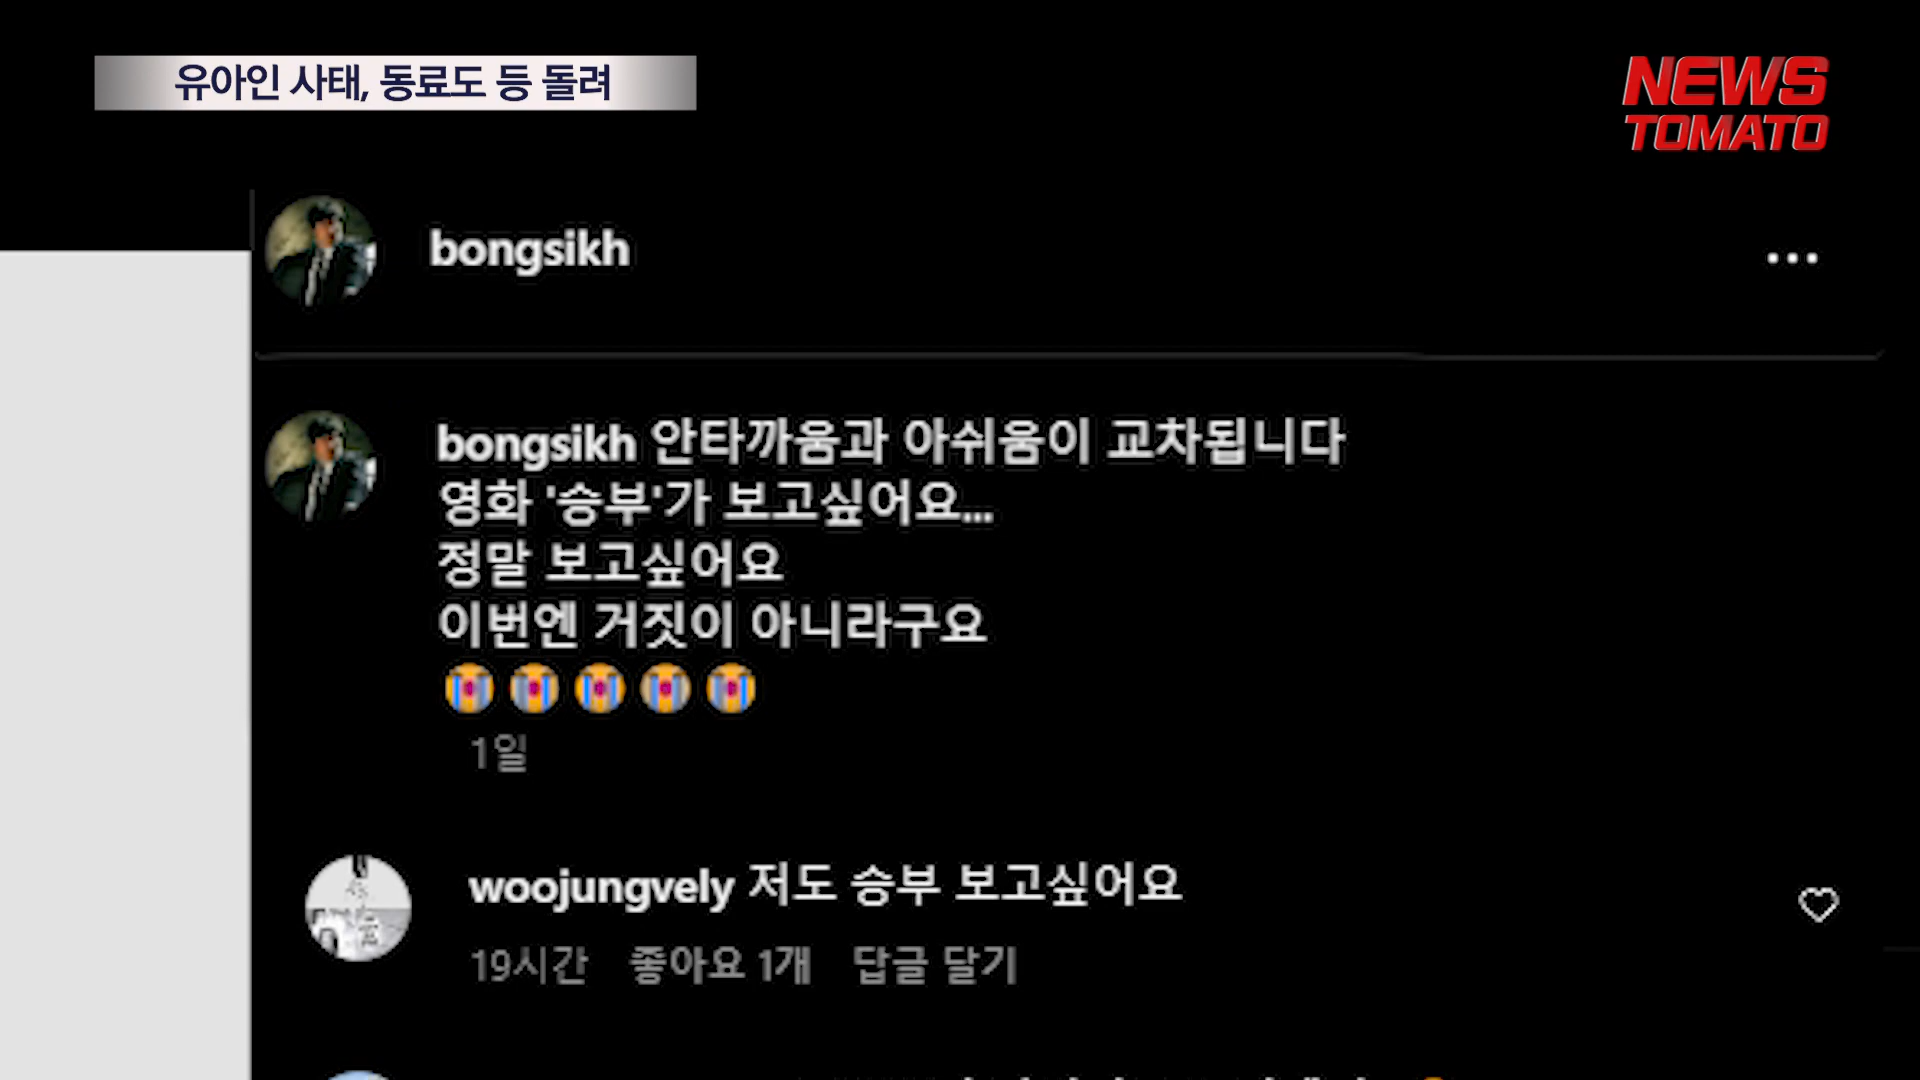 유아인 사태, 동료도 등 돌려
NEWS
TOMATO
bongsikh
bongsikh 안타까움과 아쉬움이 교차됩니다
영화 '승부'가 보고싶어요...
정말 보고싶어요
이번엔 거짓이 아니라구요
😭😭😭😭😭
1일
woojungvely 저도 승부 보고싶어요
19시간 좋아요 1개 답글 달기